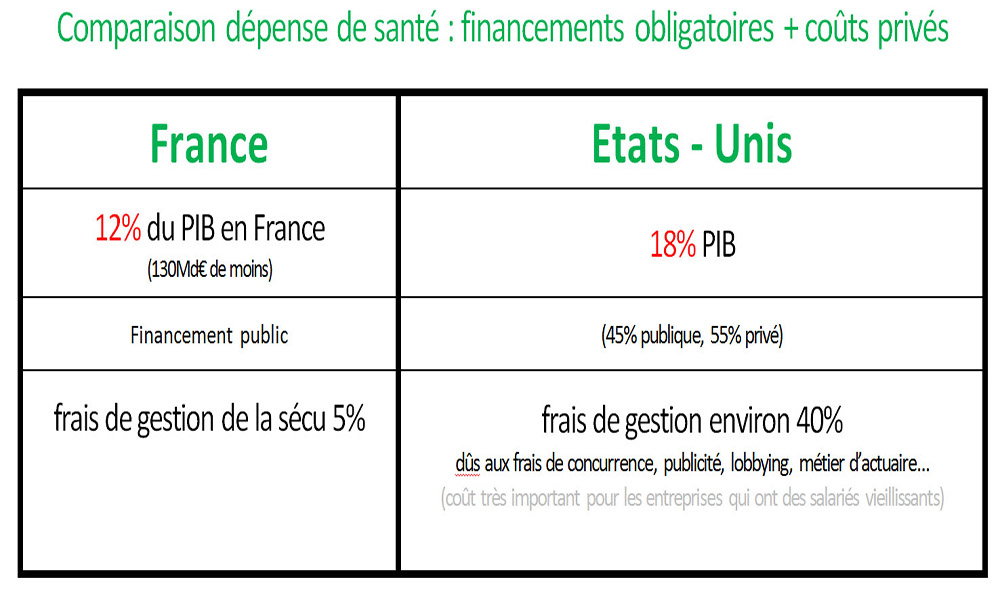 Comparaison dépense de santé : financements obligatoires + coûts privés
France
Etats - Unis
12% du PIB en France
(130Md€ de moins)
18% PIB
Financement public
(45% publique, 55% privé)
frais de gestion de la sécu 5%
frais de gestion environ 40%
dûs aux frais de concurrence, publicité, lobbying, métier d’actuaire...
(coût très important pour les entreprises qui ont des salariés vieillissants)